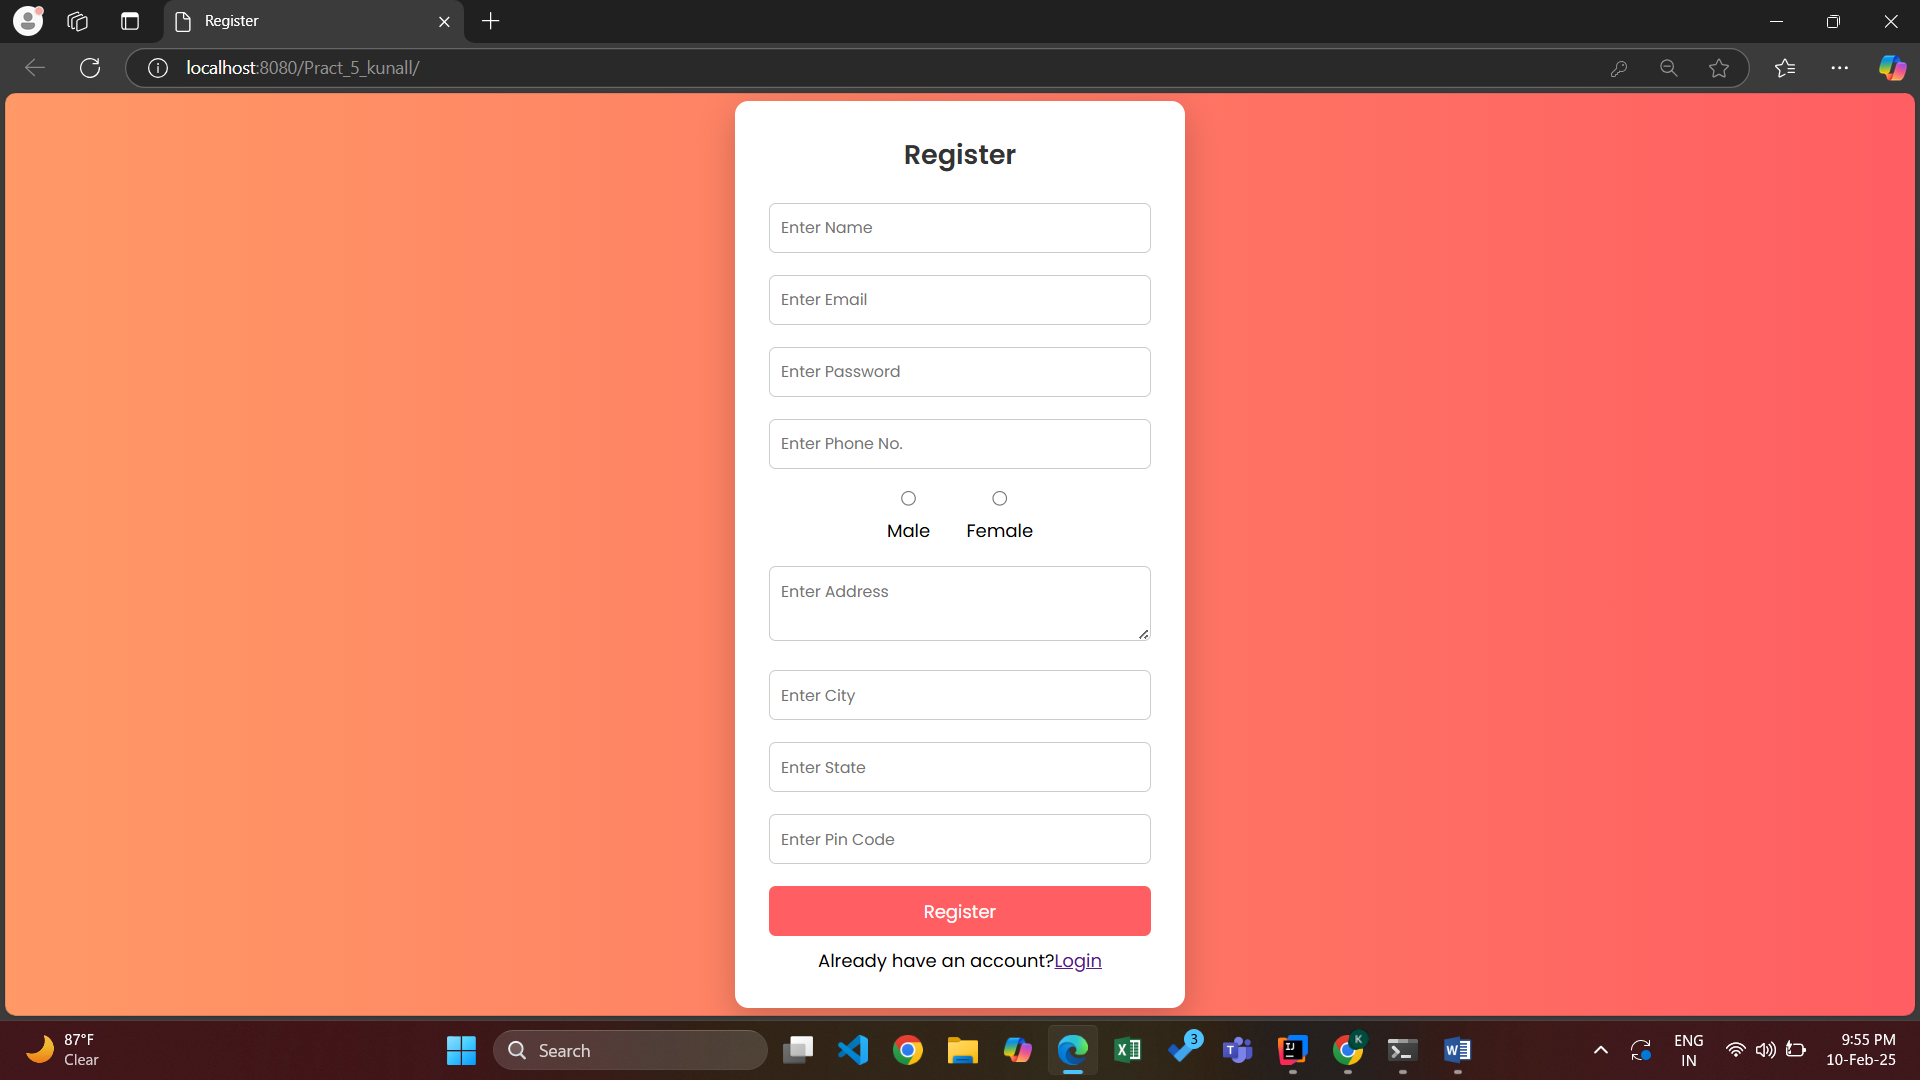 Register
localhost:8080/Pract_5_kunall/
Register
Enter Name
Enter Email
Enter Password
Enter Phone No.
Male Female
Enter Address
Enter City
Enter State
Enter Pin Code
Register
Already have an account?Login
87°F
Clear
Search
3
K
ENG
IN
9:55 PM
10-Feb-25